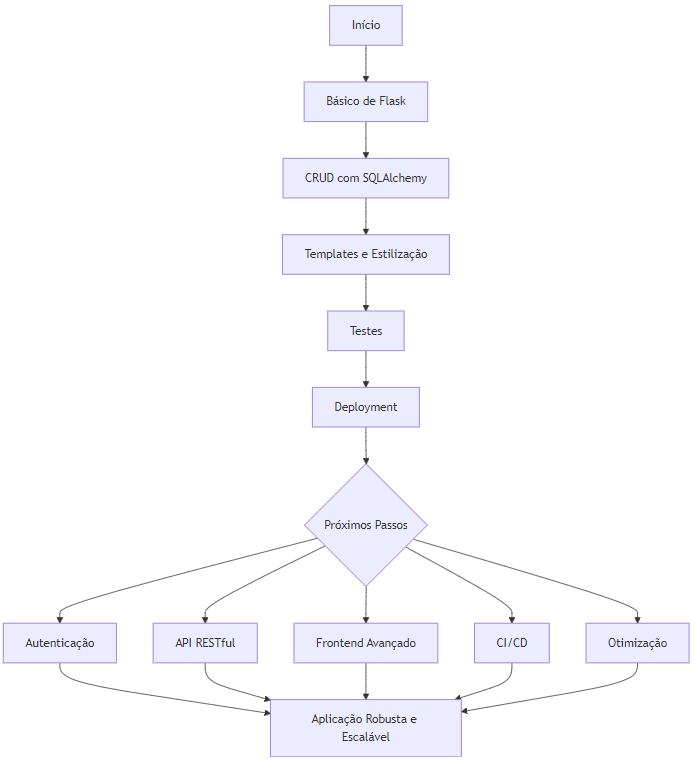 Início
Básico de Flask
CRUD com SQLAlchemy
Templates e Estilização
Testes
Deployment
Próximos Passos
Autenticação
API RESTful
Frontend Avançado
CI/CD
Otimização
Aplicação Robusta e
Escalável